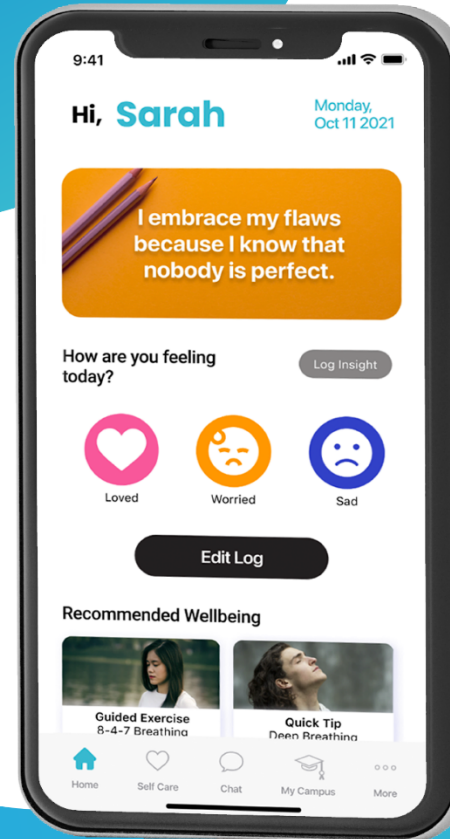 9:41
Hi, Sarah
Monday,
Oct 11 2021
I embrace my flaws
because I know that
nobody is perfect.
How are you feeling
today?
Log Insight
Loved
Worried
Sad
Edit Log
Recommended Wellbeing
Guided Exercise
8-4-7 Breathing
Quick Tip
Deep Breathing
Home
Self Care
Chat
My Campus
More